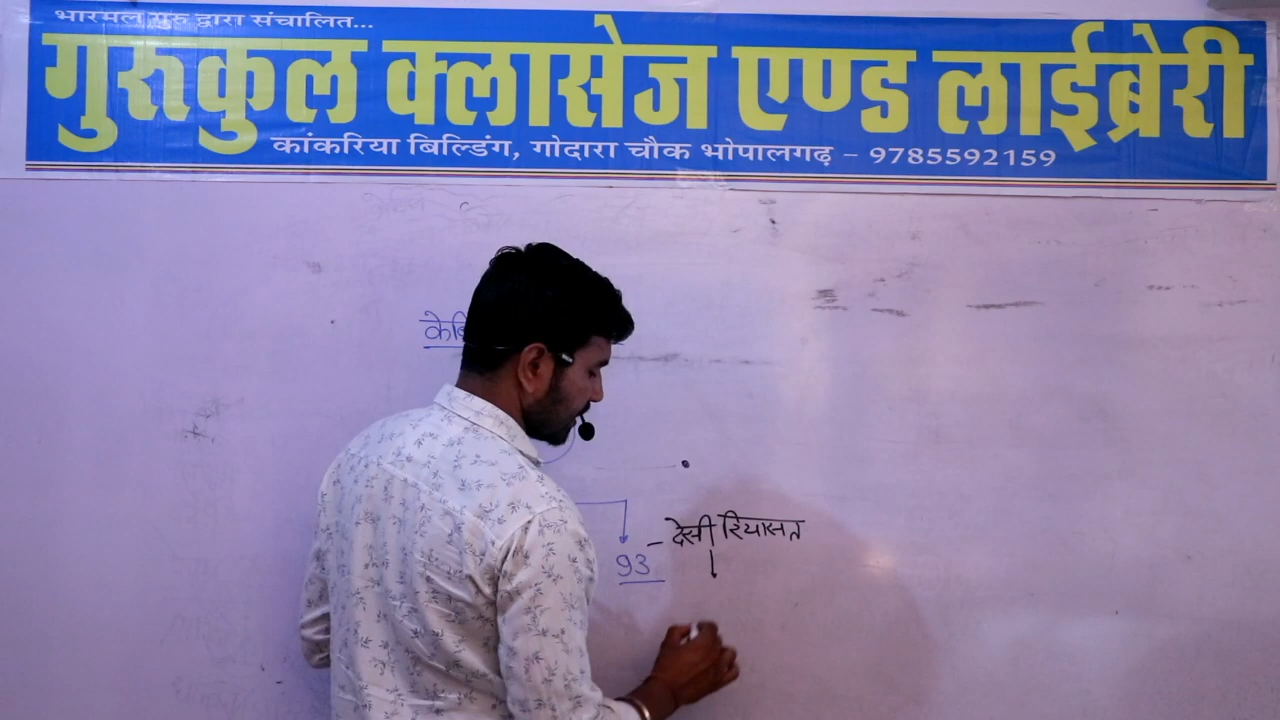 भारमल गुरु द्वारा संचालित...
गुरुकुल क्लासेज एण्ड लाईब्रेरी
कांकरिया बिल्डिंग, गोदारा चौक भोपालगढ़ – 9785592159
93 – देसी रियासत